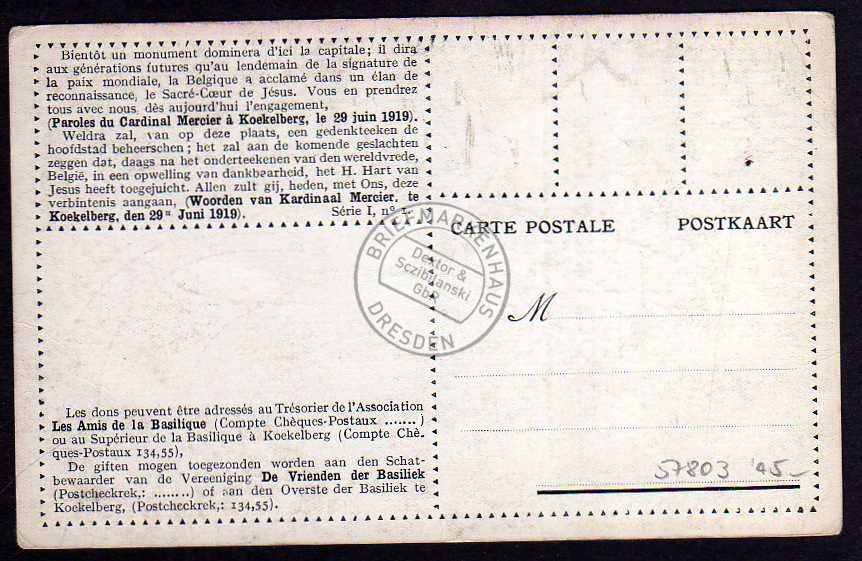 Bientôt un monument dominera d'ici la capitale; il dira
aux générations futures qu'au lendemain de la signature de
la paix mondiale, la Belgique a acclamé dans un élan de
reconnaissance, le Sacré-Cœur de Jésus. Vous en prendrez
tous avec nous, dès aujourd'hui l'engagement,
(Paroles du Cardinal Mercier à Koekelberg, le 29 juin 1919).
Weldra zal, van op deze plaats, een gedenkteeken de
hoofdstad beheerschen; het zal aan de komende geslachten
zeggen dat, daags na het onderteekenen van den wereldvrede,
België, in een opwelling van dankbaarheid, het H. Hart van
Jesus heeft toegejuicht. Allen zult gij, heden, met Ons, deze
verbintenis aangaan, (Woorden van Kardinaal Mercier. te
Koekelberg, den 29n Juni 1919). Série I, n° 1.
CARTE POSTALE POSTKAART
BRIEFMARKENHAUS
Dextor &
Sczibilanski
GbR
DRESDEN
M
Les dons peuvent être adressés au Trésorier de l'Association
Les Amis de la Basilique (Compte Chèques-Postaux .......)
ou au Supérieur de la Basilique à Koekelberg (Compte Chè-
ques-Postaux 134,55),
De giften mogen toegezonden worden aan den Schat-
bewaarder van de Vereeniging De Vrienden der Basiliek
(Postcheckrek,: ........) of aan den Overste der Basiliek te
Koekelberg, (Postcheckrek,: 134,55).
57803